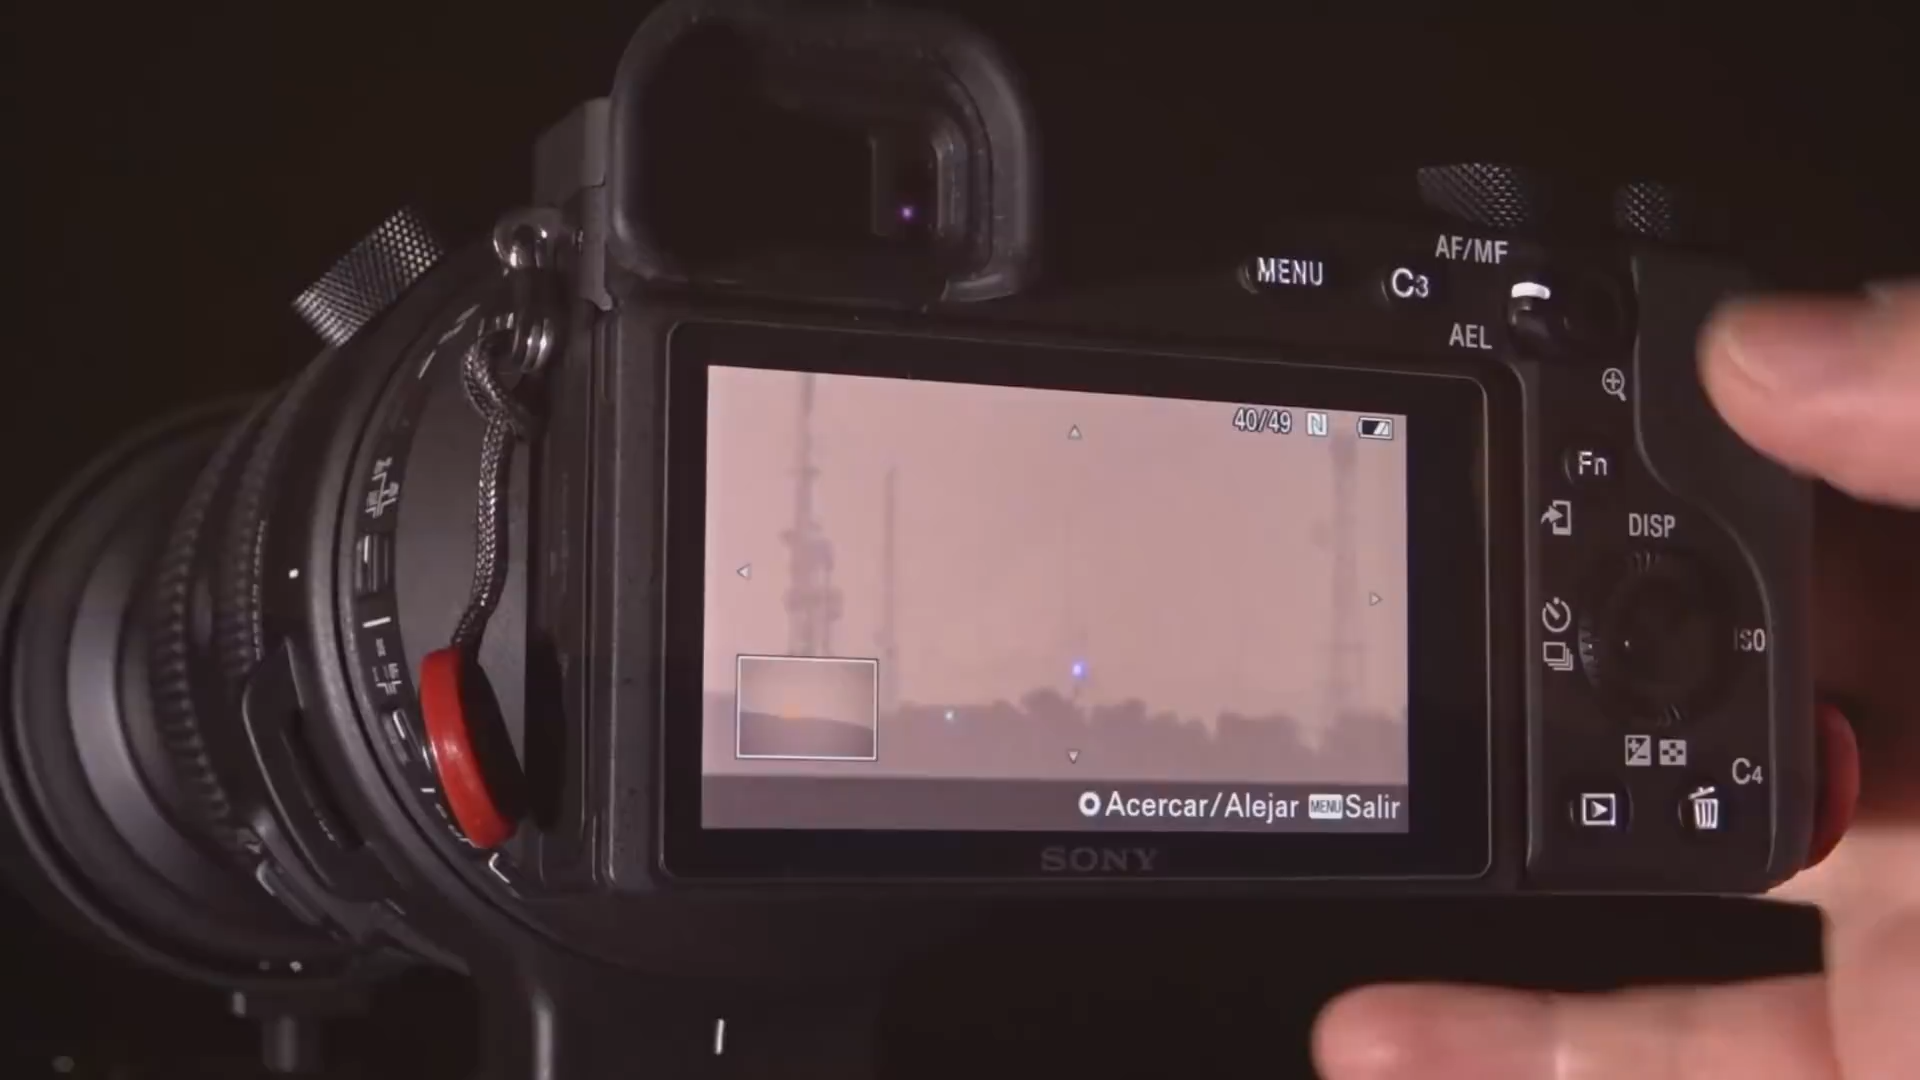 AF/MF
MENU
C3
AEL
40/49
Fn
DISP
ISO
C4
Acercar/Alejar MENU Salir
SONY